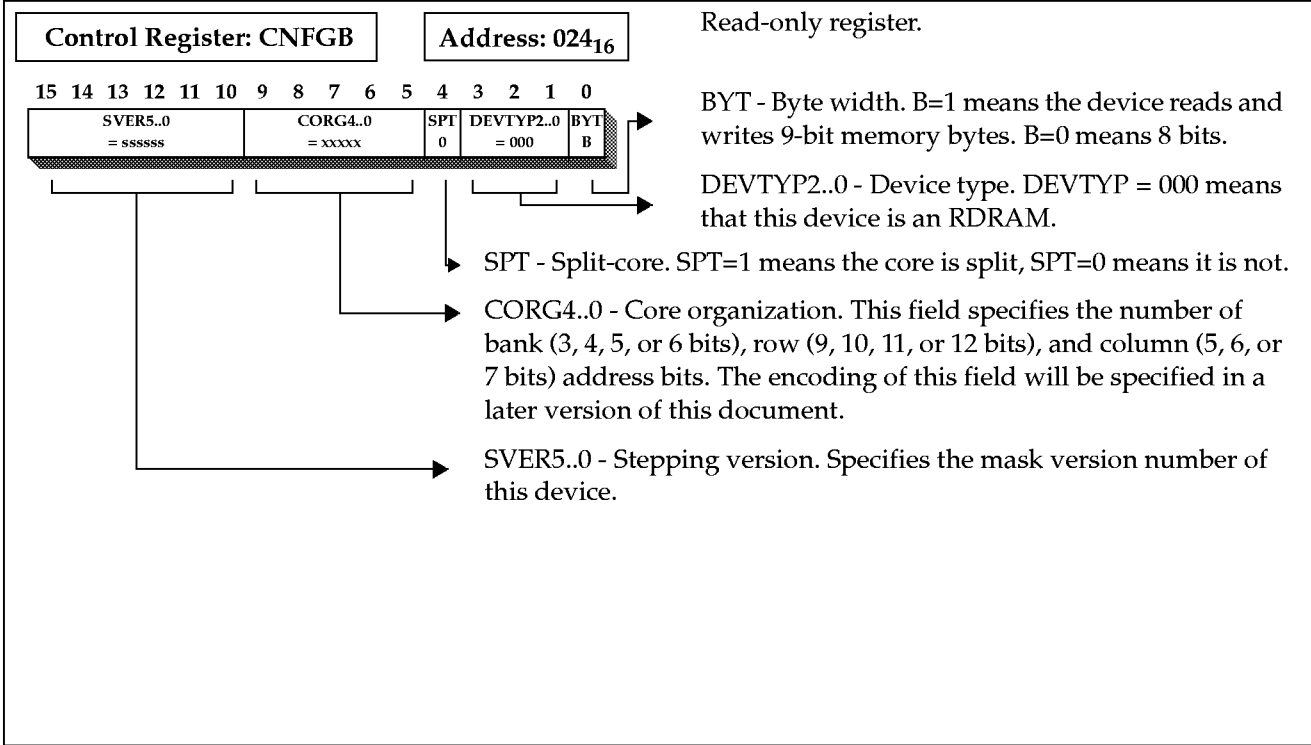 Control Register: CNFGB
Address: 024₁₆
Read-only register.
15 14 13 12 11 10 9 8 7 6 5 4 3 2 1 0
SVER5..0 CORG4..0 SPT DEVTYP2..0 BYT
= ssssss = xxxxx 0 = 000 B
BYT - Byte width. B=1 means the device reads and
writes 9-bit memory bytes. B=0 means 8 bits.
DEVTYP2..0 - Device type. DEVTYP = 000 means
that this device is an RDRAM.
SPT - Split-core. SPT=1 means the core is split, SPT=0 means it is not.
CORG4..0 - Core organization. This field specifies the number of
bank (3, 4, 5, or 6 bits), row (9, 10, 11, or 12 bits), and column (5, 6, or
7 bits) address bits. The encoding of this field will be specified in a
later version of this document.
SVER5..0 - Stepping version. Specifies the mask version number of
this device.